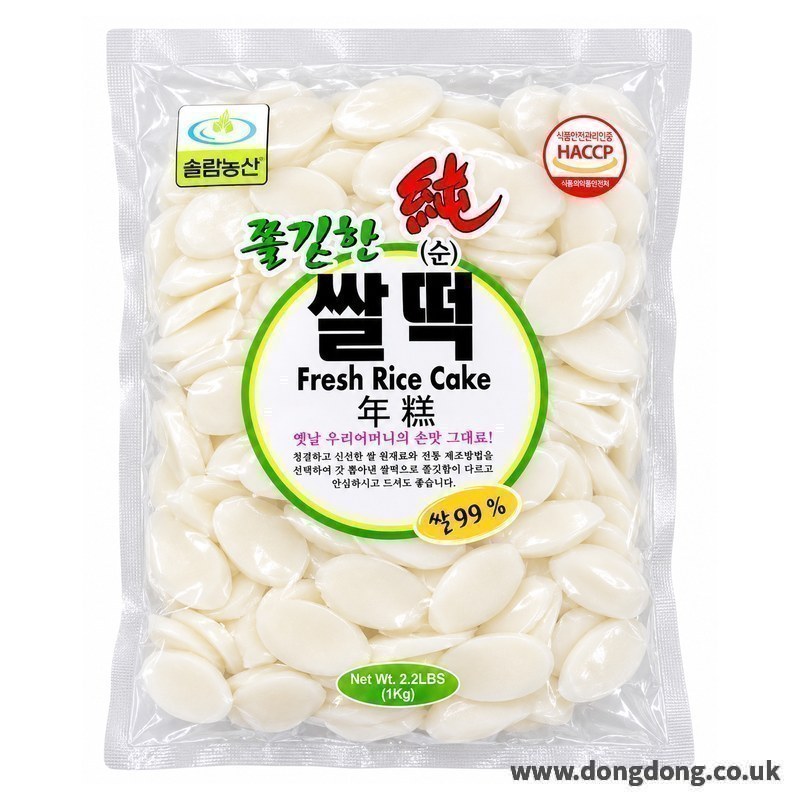 솔람농산
식품안전관리인증
HACCP
식품의약품안전처
純
(순)
쫄깃한
쌀떡
Fresh Rice Cake
年糕
옛날 우리어머니의 손맛 그대료!
청결하고 신선한 쌀 원재료와 전통 제조방법을
선택하여 갓 뽑아낸 쌀떡으로 쫄깃함이 다르고
안심하시고 드셔도 좋습니다.
쌀 99 %
Net Wt. 2.2LBS
(1Kg)
www.dongdong.co.uk